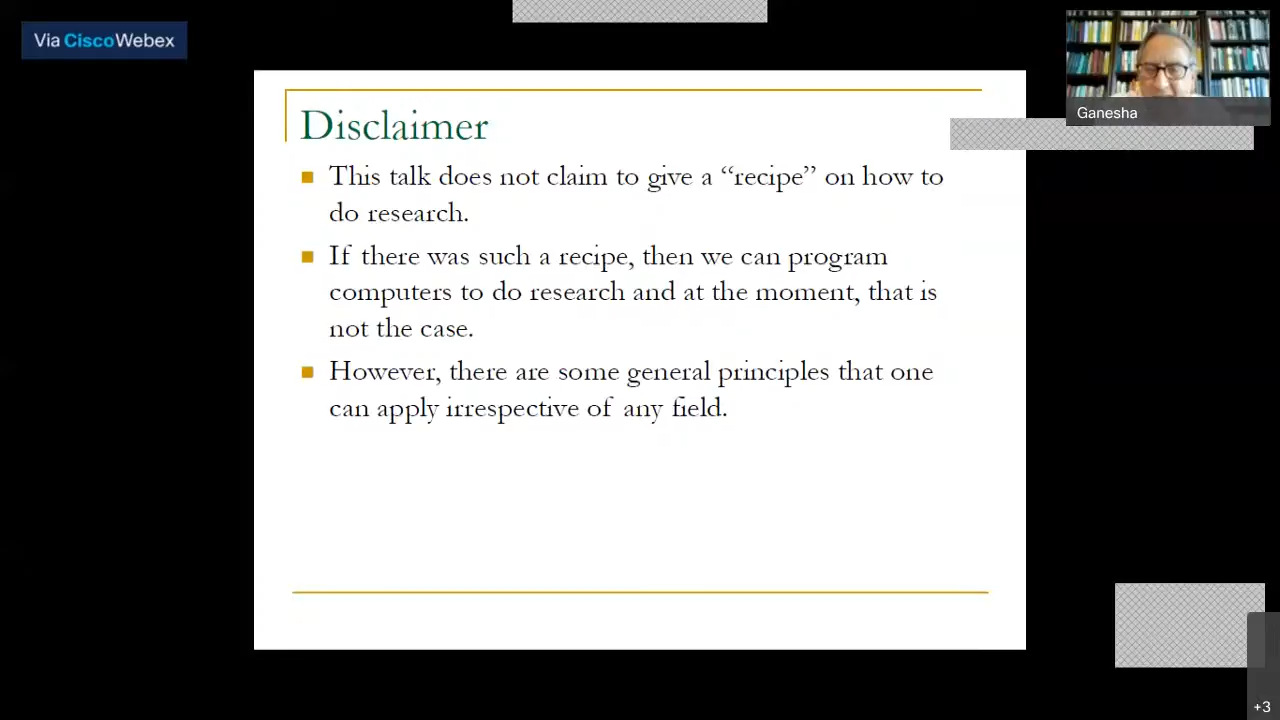 Via CiscoWebex
Ganesha
Disclaimer
This talk does not claim to give a “recipe” on how to
do research.
If there was such a recipe, then we can program
computers to do research and at the moment, that is
not the case.
However, there are some general principles that one
can apply irrespective of any field.
+3